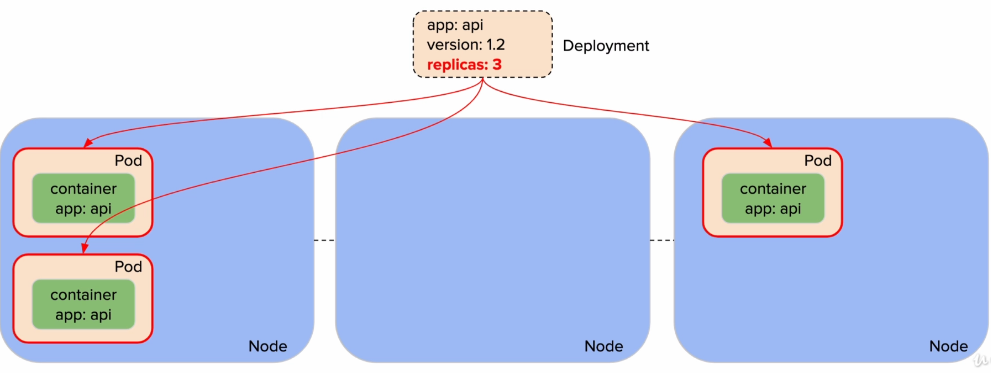 app: api
version: 1.2
replicas: 3
Deployment
Pod
container
app: api
Pod
container
app: api
Node
Node
Pod
container
app: api
Node